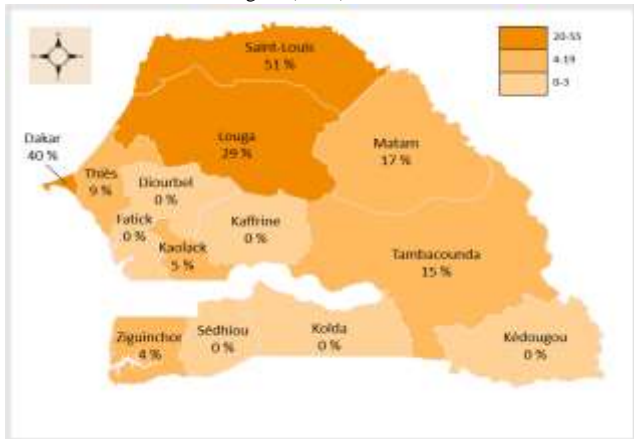 Saint-Louis
51 %
20-55
4-19
0-3
Louga
29 %
Matam
17 %
Dakar
40 %
Thiès
9 %
Diourbel
0 %
Fatick
0 %
Kaffrine
0 %
Kaolack
5 %
Tambacounda
15 %
Ziguinchor
4 %
Sédhiou
0 %
Kolda
0 %
Kédougou
0 %